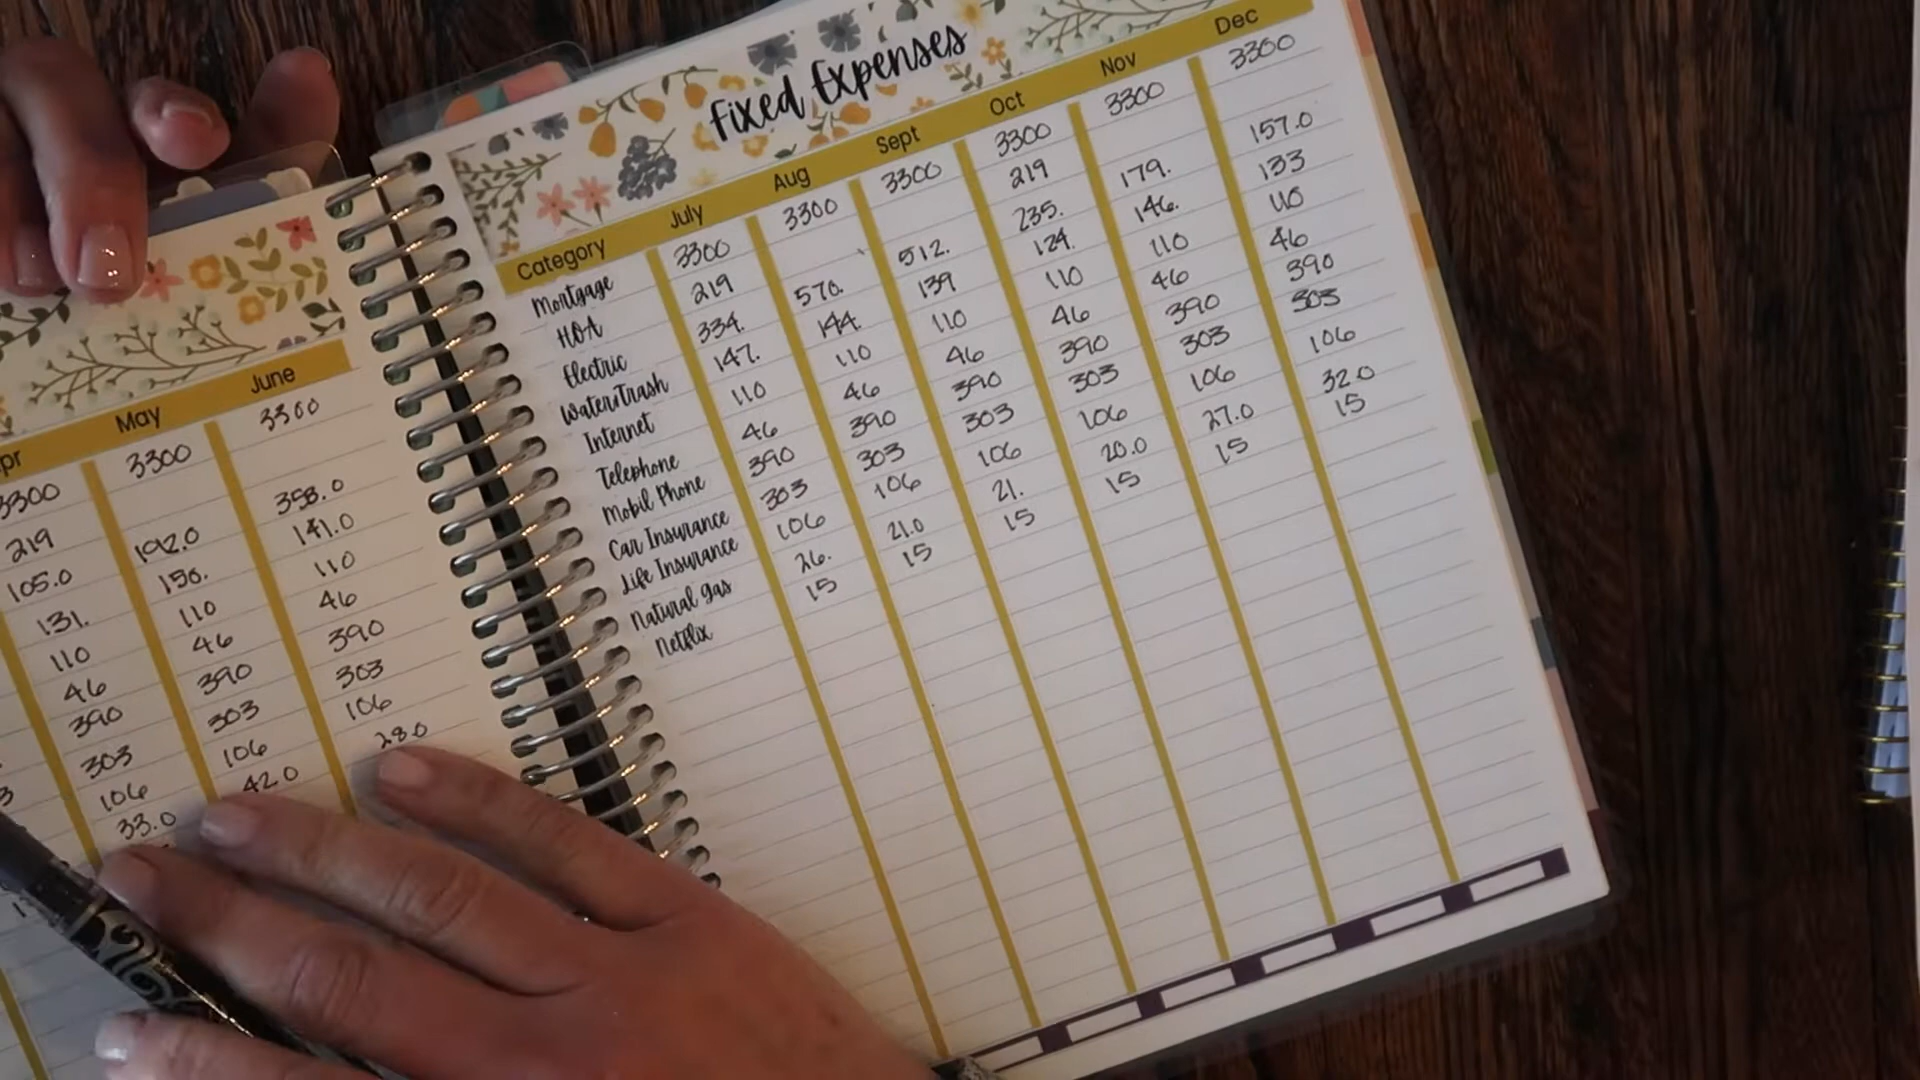 pr May June
3300 3300 3300
219
105.0 192.0 358.0
131. 150. 141.0
110 110 110
46 46 46
390 390 390
303 303 303
106 106 106
33.0 42.0 28.0
Fixed Expenses
Category July Aug Sept Oct Nov Dec
Mortgage 3300 3300 3300 3300 3300 3300
HOA 219 219
Electric 334. 570. 512. 235. 179. 157.0
Water/Trash 147. 144. 139 124. 146. 133
Internet 110 110 110 110 110 110
Telephone 46 46 46 46 46 46
Mobil Phone 390 390 390 390 390 390
Car Insurance 303 303 303 303 303 303
Life Insurance 106 106 106 106 106 106
Natural Gas 26. 21.0 21. 20.0 27.0 32.0
Netflix 15 15 15 15 15 15